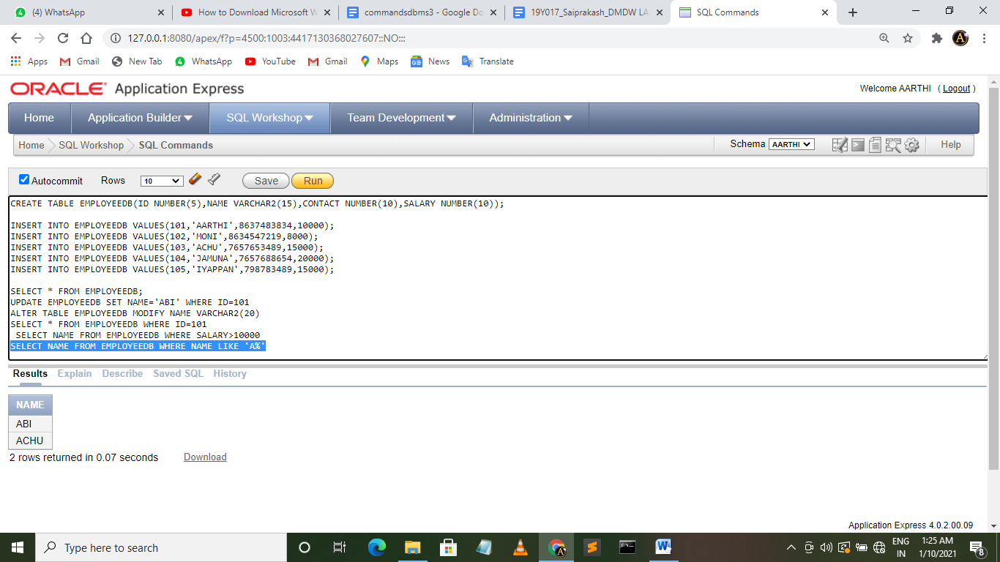 (4) WhatsApp
How to Download Microsoft W
commandsdbms3 - Google Do
19Y017_Saiprakash_DMDW LA
SQL Commands
127.0.0.1:8080/apex/f?p=4500:1003:4417130368027607::NO:::
Apps Gmail New Tab WhatsApp YouTube Gmail Maps News Translate
ORACLE Application Express
Welcome AARTHI ( Logout )
Home Application Builder SQL Workshop Team Development Administration
Home SQL Workshop SQL Commands Schema AARTHI Help
Autocommit Rows 10 Save Run
CREATE TABLE EMPLOYEEDB(ID NUMBER(5),NAME VARCHAR2(15),CONTACT NUMBER(10),SALARY NUMBER(10));
INSERT INTO EMPLOYEEDB VALUES(101,'AARTHI',8637483834,10000);
INSERT INTO EMPLOYEEDB VALUES(102,'MONI',8634547219,8000);
INSERT INTO EMPLOYEEDB VALUES(103,'ACHU',7657653489,15000);
INSERT INTO EMPLOYEEDB VALUES(104,'JAMUNA',7657688654,20000);
INSERT INTO EMPLOYEEDB VALUES(105,'IYAPPAN',798783489,15000);
SELECT * FROM EMPLOYEEDB;
UPDATE EMPLOYEEDB SET NAME='ABI' WHERE ID=101
ALTER TABLE EMPLOYEEDB MODIFY NAME VARCHAR2(20)
SELECT * FROM EMPLOYEEDB WHERE ID=101
SELECT NAME FROM EMPLOYEEDB WHERE SALARY>10000
SELECT NAME FROM EMPLOYEEDB WHERE NAME LIKE 'A%'
Results Explain Describe Saved SQL History
NAME
ABI
ACHU
2 rows returned in 0.07 seconds Download
Application Express 4.0.2.00.09
Type here to search
ENG
IN
1:25 AM
1/10/2021
8